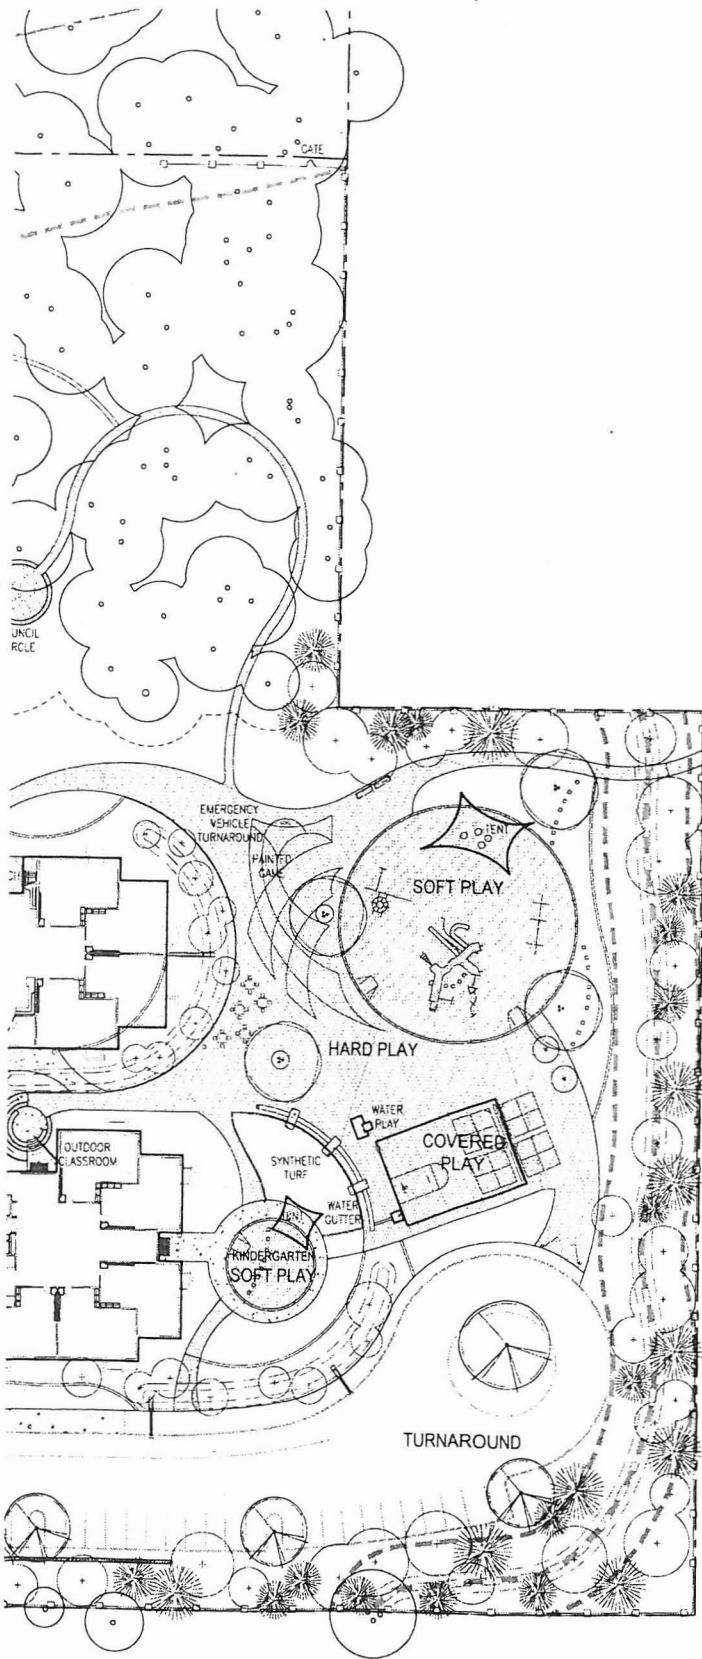 GATE
UNCIL
RCLE
EMERGENCY
VEHICLE
TURNAROUND
PAINTED
GAME
TENT
SOFT PLAY
HARD PLAY
WATER
PLAY
COVERED
PLAY
OUTDOOR
CLASSROOM
SYNTHETIC
TURF
WATER
GUTTER
TENT
KINDERGARTEN
SOFT PLAY
TURNAROUND